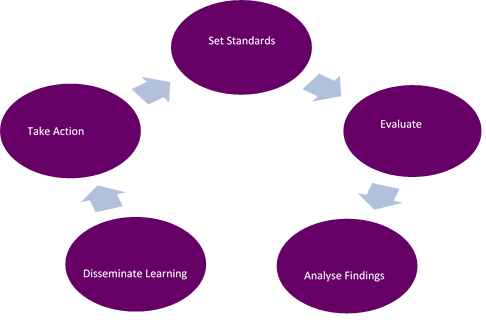 Set Standards
Evaluate
Analyse Findings
Disseminate Learning
Take Action